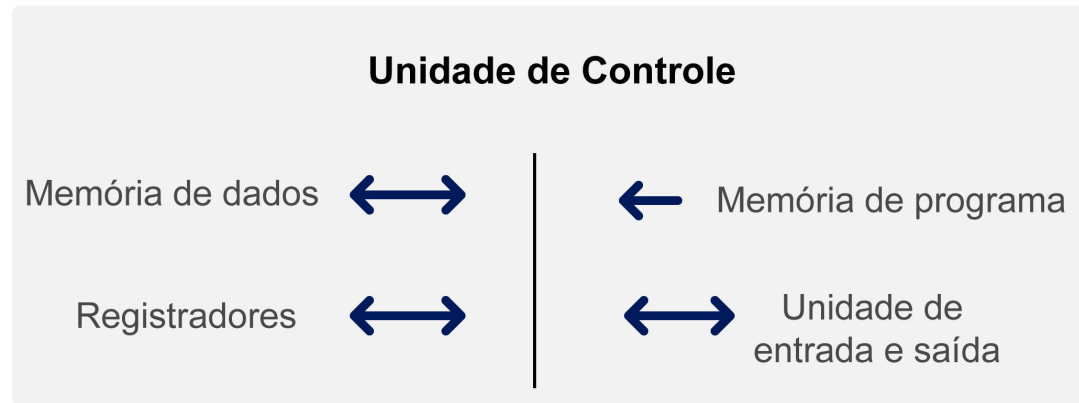 Unidade de Controle
Memória de dados
Memória de programa
Registradores
Unidade de
entrada e saída